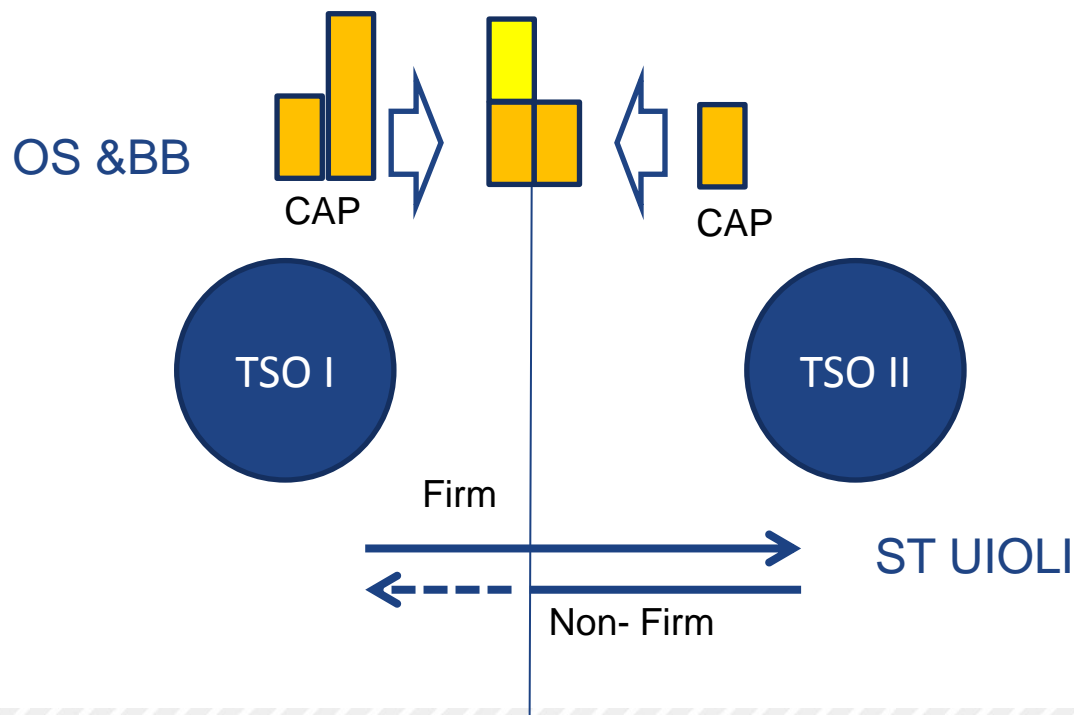 OS &BB
CAP
CAP
TSO I
TSO II
Firm
ST UIOLI
Non- Firm